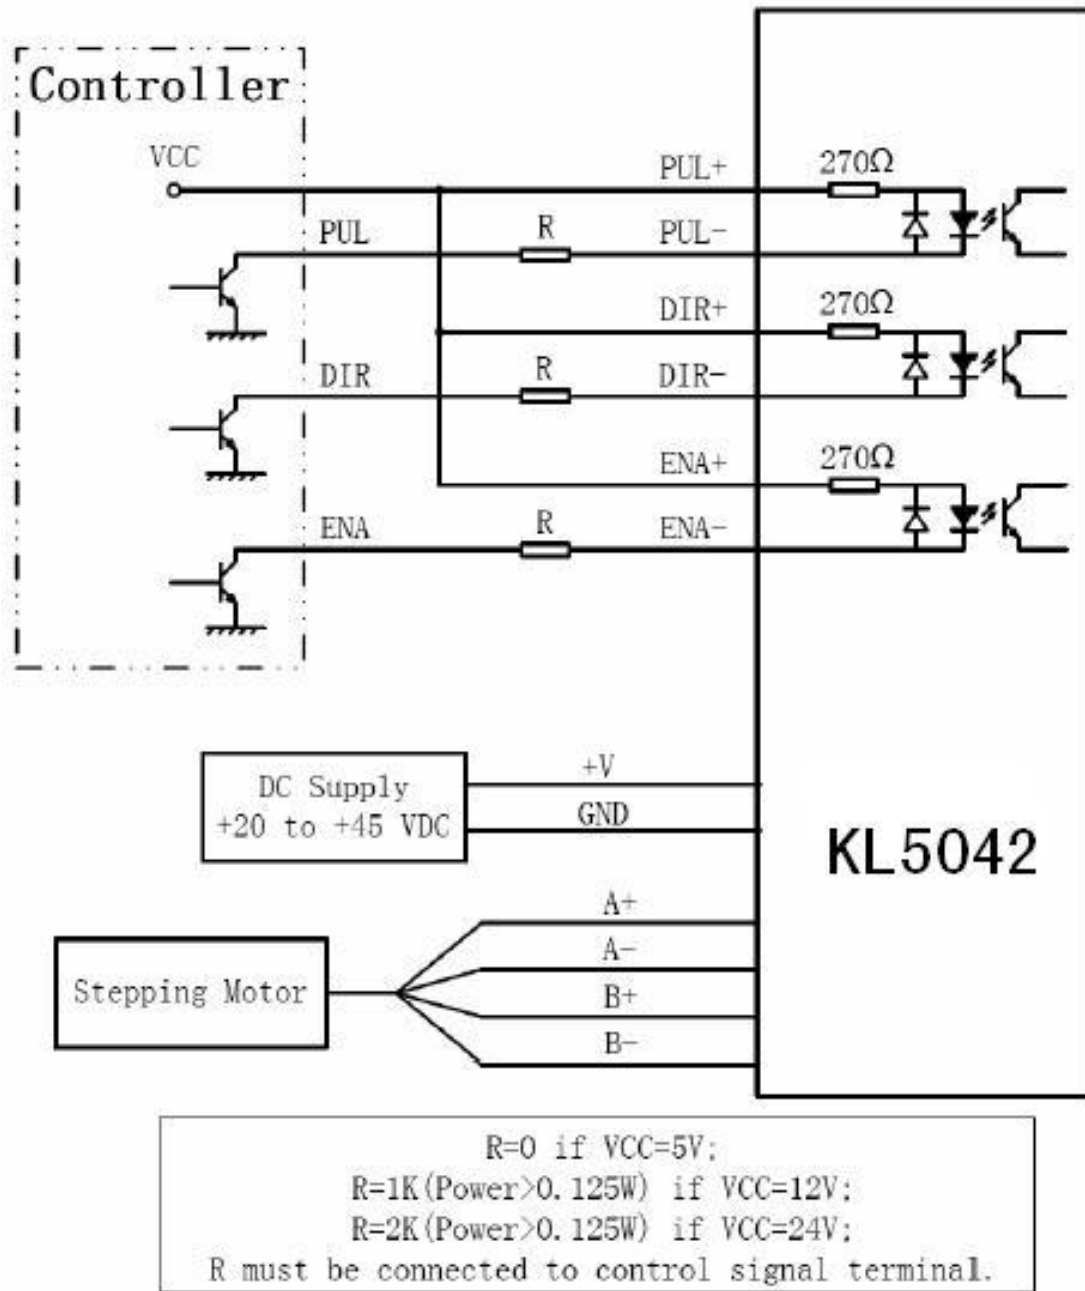 Controller
VCC
PUL+
270Ω
PUL
R
PUL-
DIR+
270Ω
DIR
R
DIR-
ENA+
270Ω
ENA
R
ENA-
DC Supply
+20 to +45 VDC
+V
GND
KL5042
Stepping Motor
A+
A-
B+
B-
R=0 if VCC=5V;
R=1K(Power>0.125W) if VCC=12V;
R=2K(Power>0.125W) if VCC=24V;
R must be connected to control signal terminal.